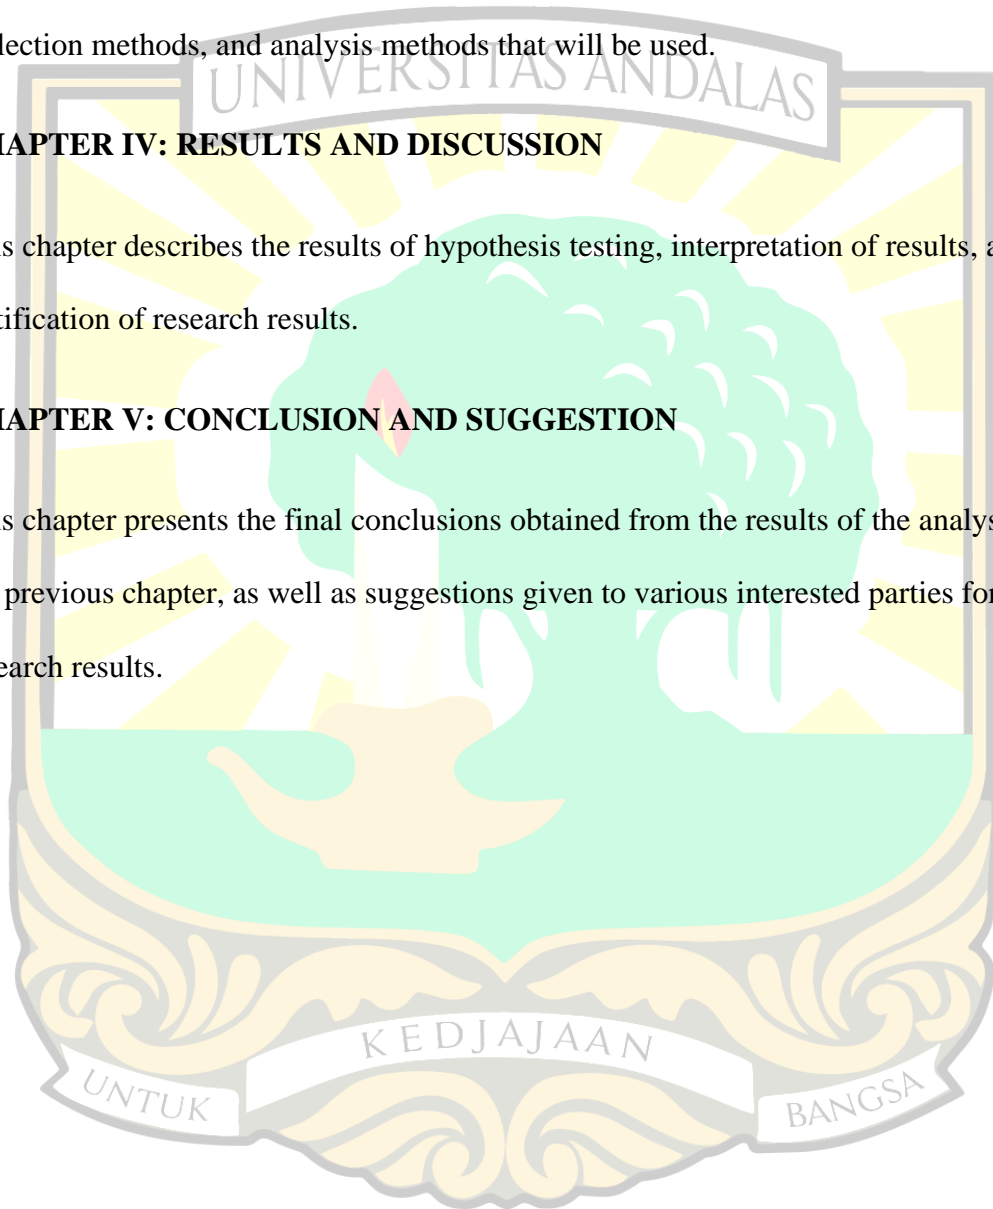 lection methods, and analysis methods that will be used.
UNIVERSITAS ANDALAS
HAPTER IV: RESULTS AND DISCUSSION
is chapter describes the results of hypothesis testing, interpretation of results, a
tification of research results.
HAPTER V: CONCLUSION AND SUGGESTION
is chapter presents the final conclusions obtained from the results of the analys
previous chapter, as well as suggestions given to various interested parties for
earch results.
KEDJAJAAN
UNTUK
BANGSA